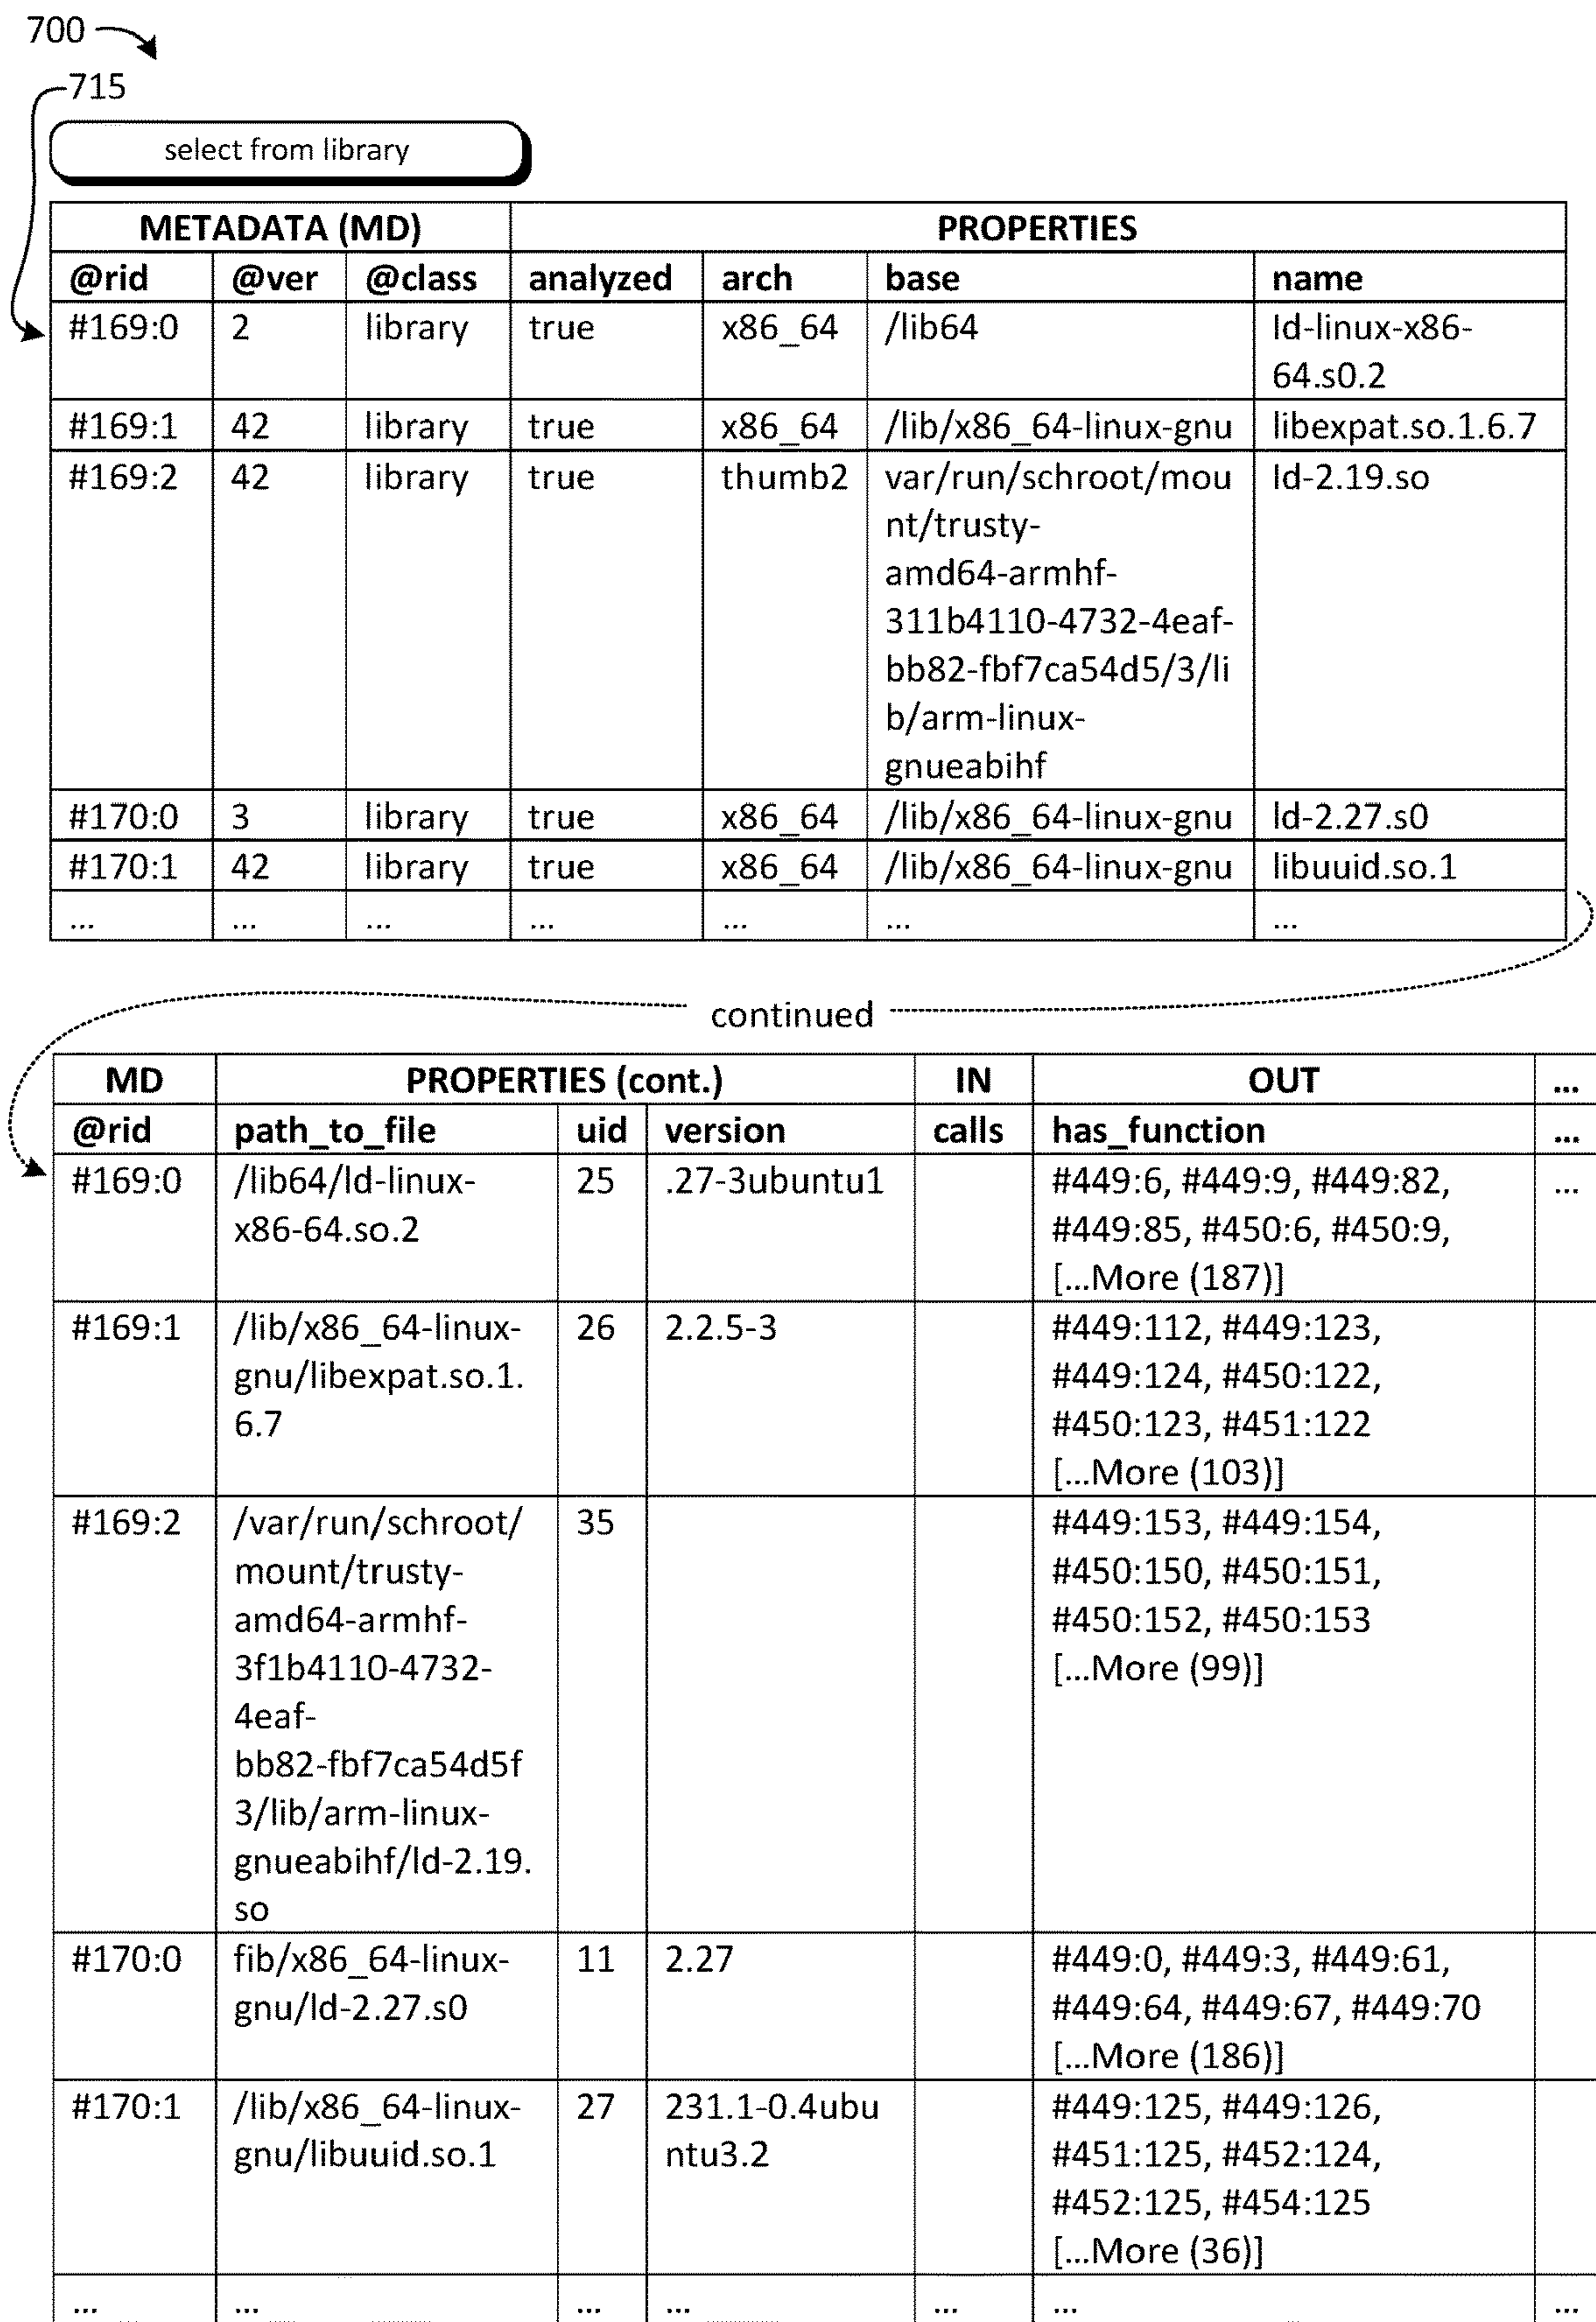 700
715
select from library
METADATA (MD) PROPERTIES
@rid @ver @class analyzed arch base name
#169:0 2 library true x86_64 /lib64 ld-linux-x86-
64.s0.2
#169:1 42 library true x86_64 /lib/x86_64-linux-gnu libexpat.so.1.6.7
#169:2 42 library true thumb2 var/run/schroot/mou ld-2.19.so
nt/trusty-
amd64-armhf-
311b4110-4732-4eaf-
bb82-fbf7ca54d5/3/li
b/arm-linux-
gnueabihf
#170:0 3 library true x86_64 /lib/x86_64-linux-gnu ld-2.27.s0
#170:1 42 library true x86_64 /lib/x86_64-linux-gnu libuuid.so.1
... ... ... ... ... ... ...
continued
MD PROPERTIES (cont.) IN OUT ...
@rid path_to_file uid version calls has_function ...
#169:0 /lib64/ld-linux- 25 .27-3ubuntu1 #449:6, #449:9, #449:82, ...
x86-64.so.2 #449:85, #450:6, #450:9,
[...More (187)]
#169:1 /lib/x86_64-linux- 26 2.2.5-3 #449:112, #449:123,
gnu/libexpat.so.1. #449:124, #450:122,
6.7 #450:123, #451:122
[...More (103)]
#169:2 /var/run/schroot/ 35 #449:153, #449:154,
mount/trusty- #450:150, #450:151,
amd64-armhf- #450:152, #450:153
3f1b4110-4732- [...More (99)]
4eaf-
bb82-fbf7ca54d5f
3/lib/arm-linux-
gnueabihf/ld-2.19.
so
#170:0 fib/x86_64-linux- 11 2.27 #449:0, #449:3, #449:61,
gnu/ld-2.27.s0 #449:64, #449:67, #449:70
[...More (186)]
#170:1 /lib/x86_64-linux- 27 231.1-0.4ubu #449:125, #449:126,
gnu/libuuid.so.1 ntu3.2 #451:125, #452:124,
#452:125, #454:125
[...More (36)]
... ... ... ... ... ... ...